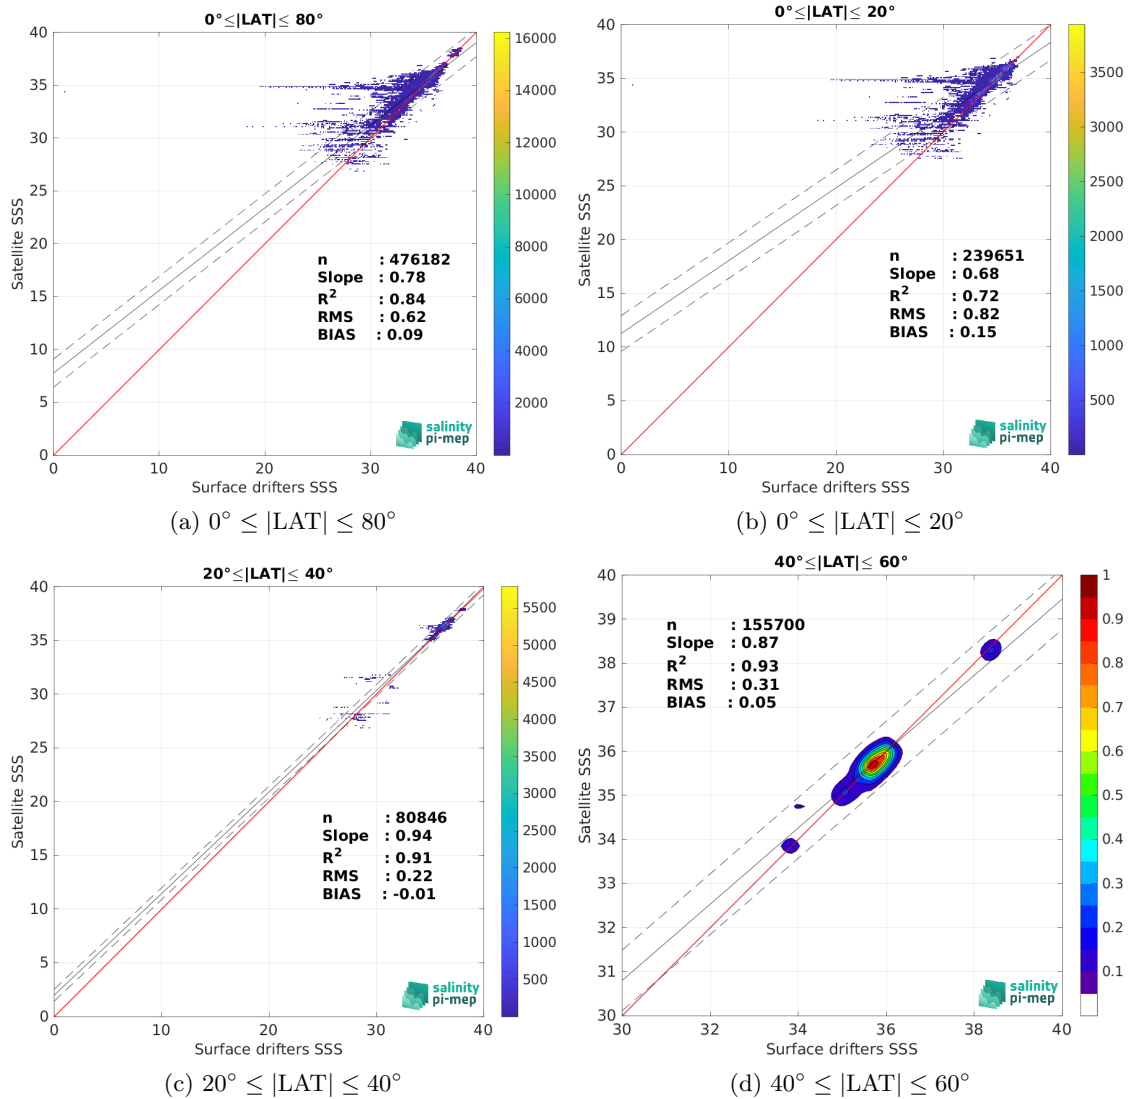 0°≤|LAT|≤ 80°
40
35
30
25
20
15
10
5
0
0
10
20
30
40
Satellite SSS
Surface drifters SSS
n : 476182
Slope : 0.78
R² : 0.84
RMS : 0.62
BIAS : 0.09
salinity
pi-mep
16000
14000
12000
10000
8000
6000
4000
2000
(a) 0° ≤ |LAT| ≤ 80°
0°≤|LAT|≤ 20°
40
35
30
25
20
15
10
5
0
0
10
20
30
40
Satellite SSS
Surface drifters SSS
n : 239651
Slope : 0.68
R² : 0.72
RMS : 0.82
BIAS : 0.15
salinity
pi-mep
3500
3000
2500
2000
1500
1000
500
(b) 0° ≤ |LAT| ≤ 20°
20°≤|LAT|≤ 40°
40
35
30
25
20
15
10
5
0
0
10
20
30
40
Satellite SSS
Surface drifters SSS
n : 80846
Slope : 0.94
R² : 0.91
RMS : 0.22
BIAS : -0.01
salinity
pi-mep
5500
5000
4500
4000
3500
3000
2500
2000
1500
1000
500
(c) 20° ≤ |LAT| ≤ 40°
40°≤|LAT|≤ 60°
40
39
38
37
36
35
34
33
32
31
30
30
32
34
36
38
40
Satellite SSS
Surface drifters SSS
n : 155700
Slope : 0.87
R² : 0.93
RMS : 0.31
BIAS : 0.05
salinity
pi-mep
1
0.9
0.8
0.7
0.6
0.5
0.4
0.3
0.2
0.1
(d) 40° ≤ |LAT| ≤ 60°